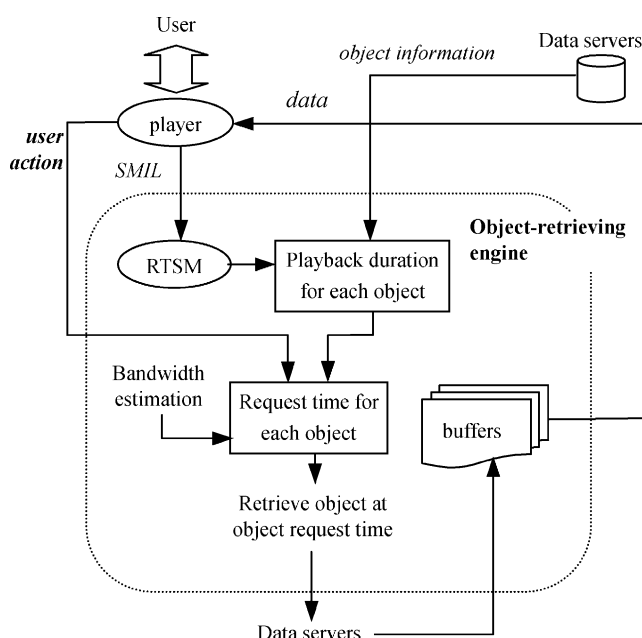 User
object information
Data servers
data
player
user
action
SMIL
Object-retrieving
engine
RTSM
Playback duration
for each object
Bandwidth
estimation
Request time for
each object
buffers
Retrieve object at
object request time
Data servers